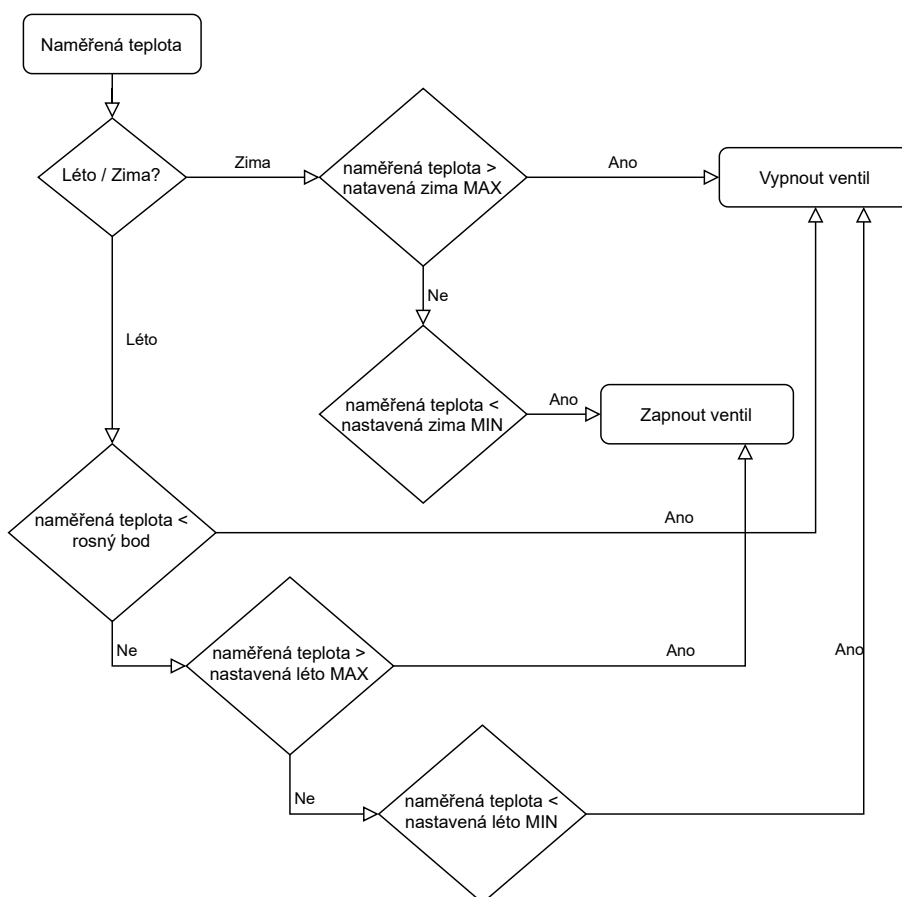 Naměřená teplota
Léto / Zima?
Zima
naměřená teplota >
natavená zima MAX
Ano
Vypnout ventil
Ne
Léto
naměřená teplota <
nastavená zima MIN
Ano
Zapnout ventil
naměřená teplota <
rosný bod
Ano
Ne
naměřená teplota >
nastavená léto MAX
Ano
Ano
Ne
naměřená teplota <
nastavená léto MIN